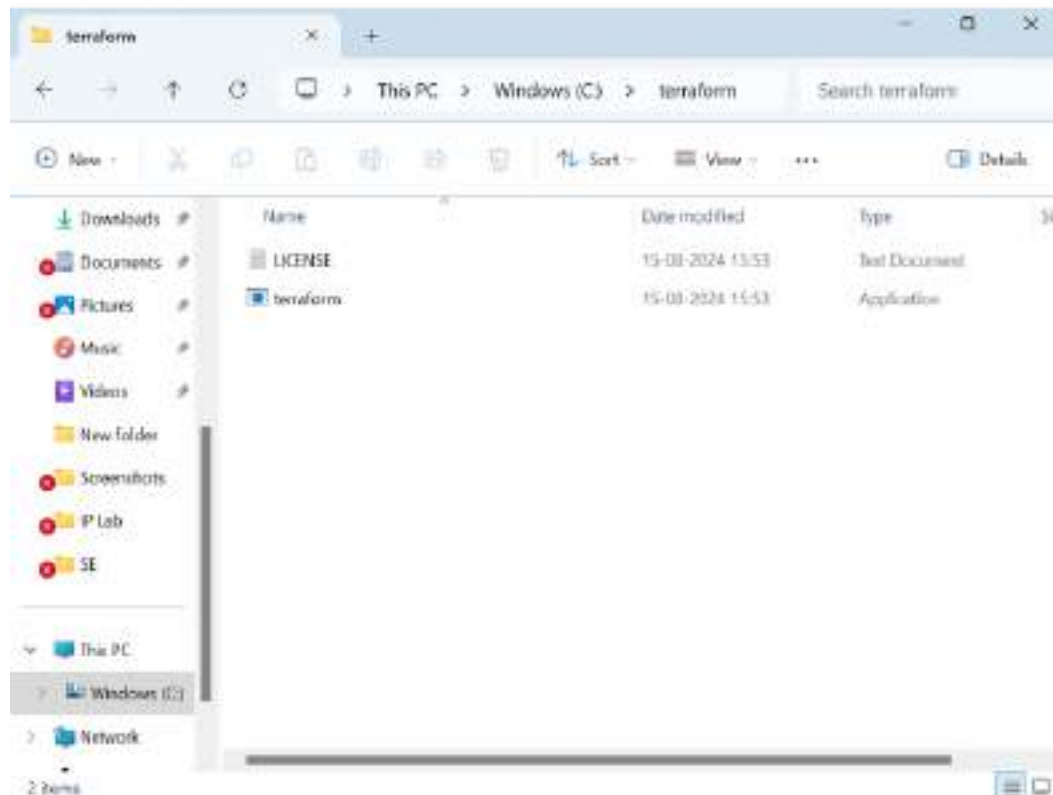 terraform
This PC > Windows (C:) > terraform
Search terraform
New
Sort
View
Details
Name
Date modified
Type
Downloads
LICENSE
15-08-2024 15:53
Text Document
Documents
terraform
15-08-2024 15:53
Application
Pictures
Music
Videos
New folder
Screenshots
IP Lab
SE
This PC
Windows (C:)
Network
2 items